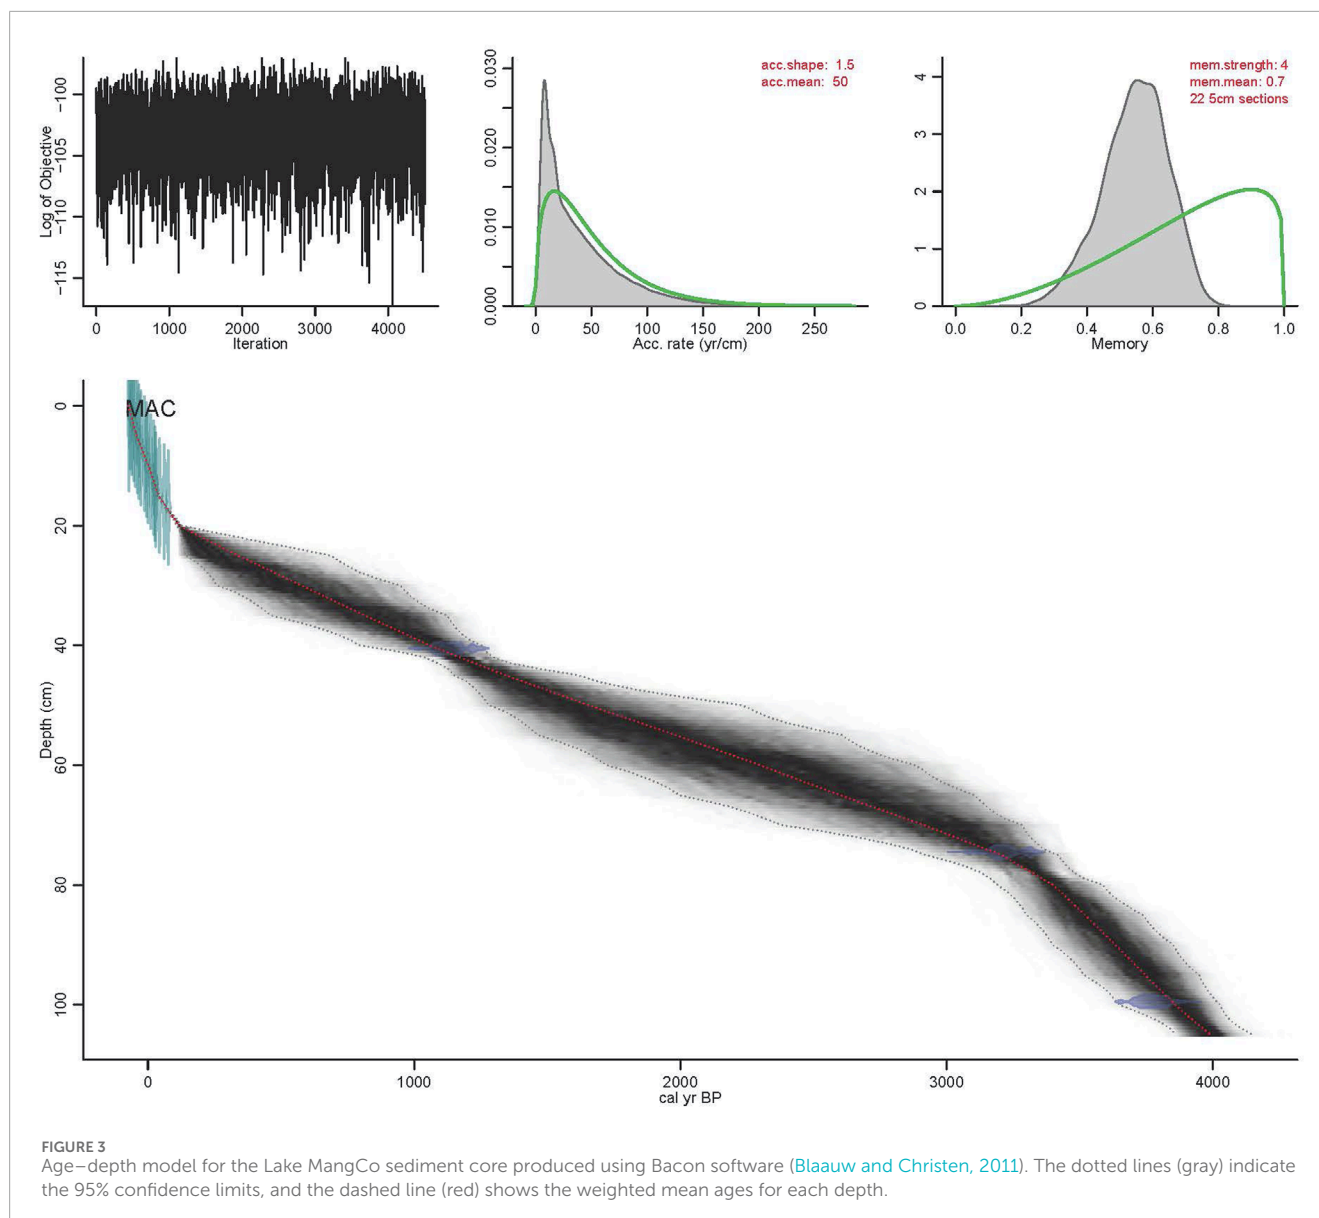 −100
−105
−110
−115
Log of Objective
0 1000 2000 3000 4000
Iteration
acc.shape: 1.5
acc.mean: 50
0.030
0.020
0.010
0.000
0 50 100 150 200 250
Acc. rate (yr/cm)
mem.strength: 4
mem.mean: 0.7
22 5cm sections
4
3
2
1
0
0.0 0.2 0.4 0.6 0.8 1.0
Memory
MAC
0
20
40
60
80
100
Depth (cm)
0 1000 2000 3000 4000
cal yr BP
FIGURE 3
Age–depth model for the Lake MangCo sediment core produced using Bacon software (Blaauw and Christen, 2011). The dotted lines (gray) indicate
the 95% confidence limits, and the dashed line (red) shows the weighted mean ages for each depth.